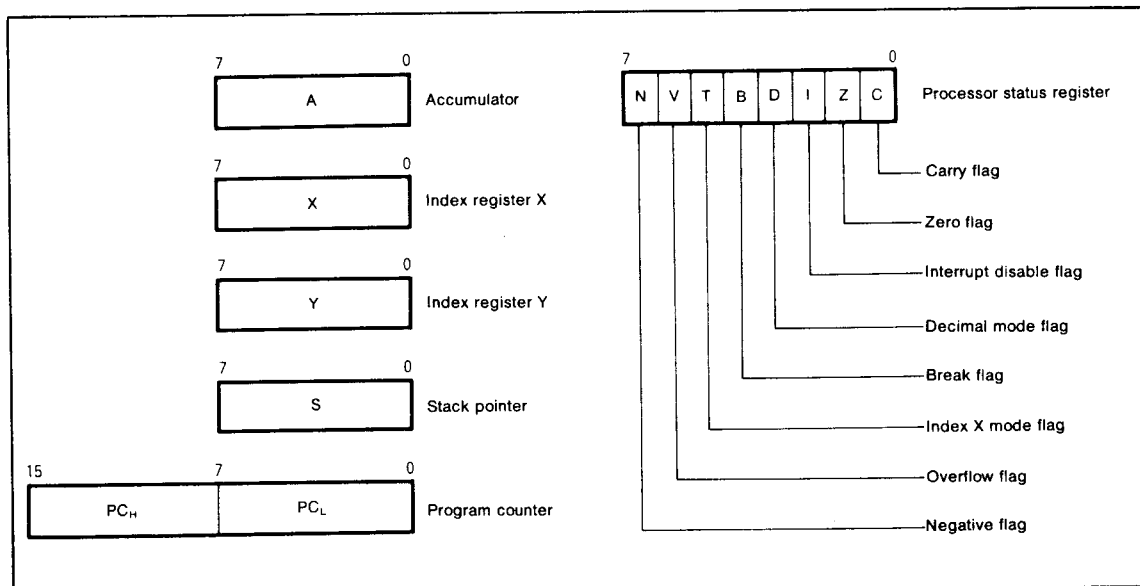 7 0
A
Accumulator
7 0
X
Index register X
7 0
Y
Index register Y
7 0
S
Stack pointer
15 7 0
PCH PCL
Program counter
7 0
N V T B D I Z C
Processor status register
Carry flag
Zero flag
Interrupt disable flag
Decimal mode flag
Break flag
Index X mode flag
Overflow flag
Negative flag